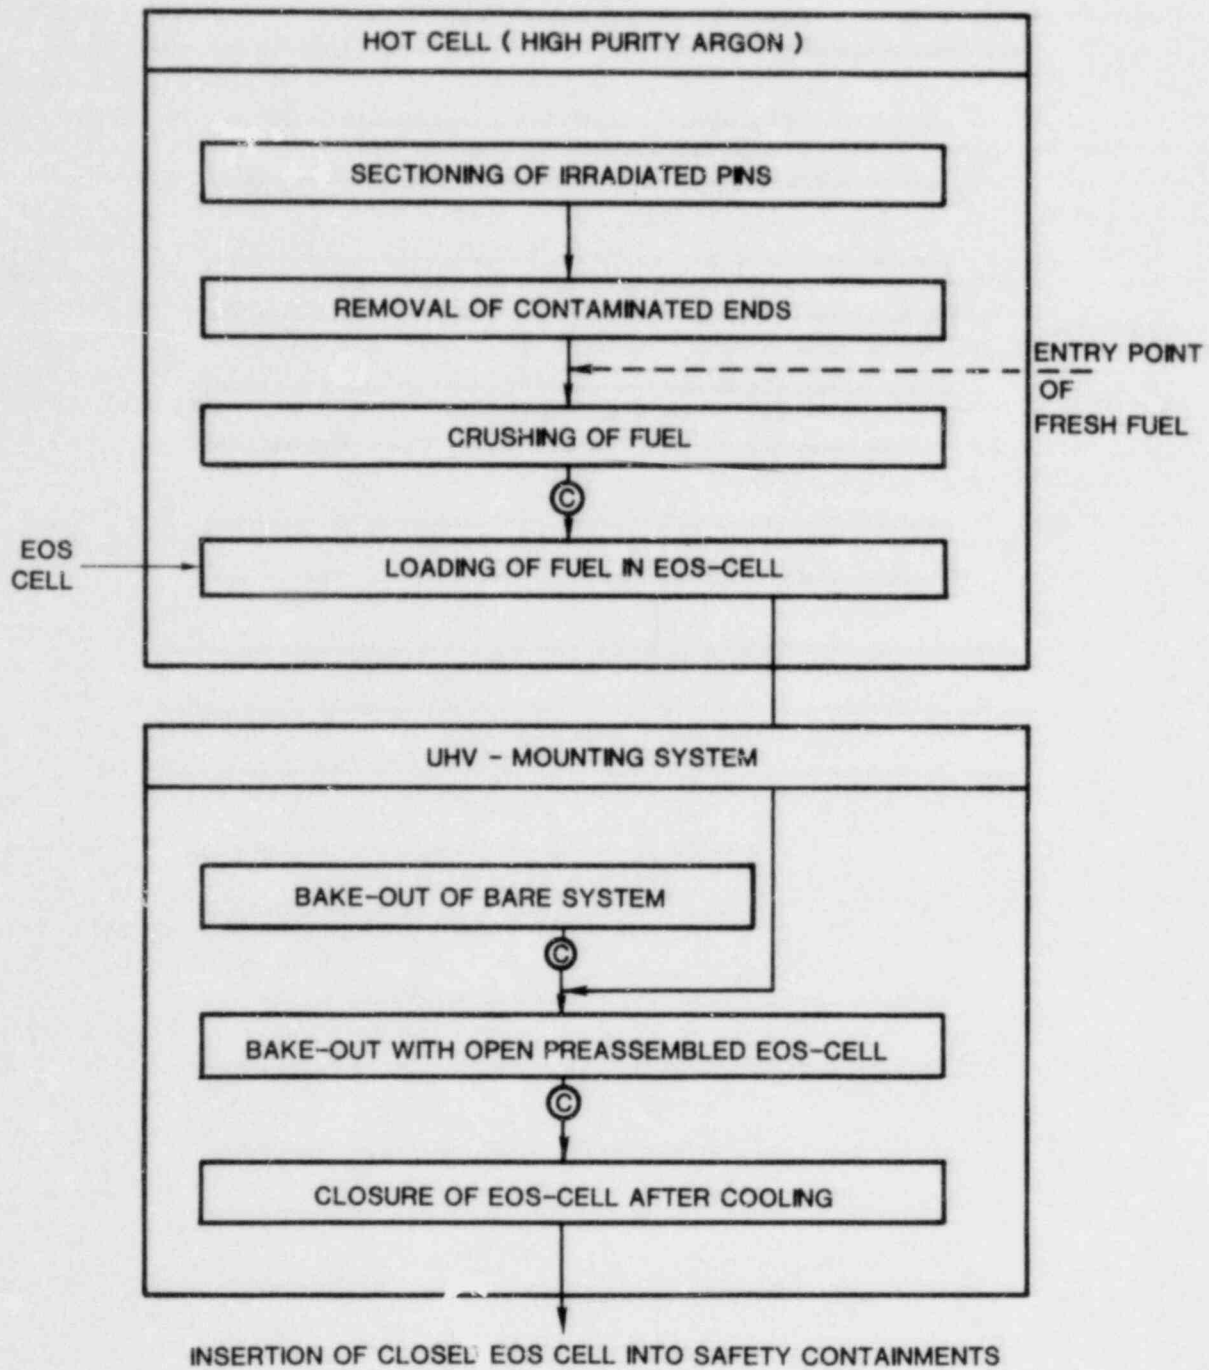 HOT CELL ( HIGH PURITY ARGON )
SECTIONING OF IRRADIATED PINS
REMOVAL OF CONTAMINATED ENDS
ENTRY POINT
OF
FRESH FUEL
CRUSHING OF FUEL
©
EOS
CELL
LOADING OF FUEL IN EOS-CELL
UHV - MOUNTING SYSTEM
BAKE-OUT OF BARE SYSTEM
©
BAKE-OUT WITH OPEN PREASSEMBLED EOS-CELL
©
CLOSURE OF EOS-CELL AFTER COOLING
INSERTION OF CLOSED EOS CELL INTO SAFETY CONTAINMENTS